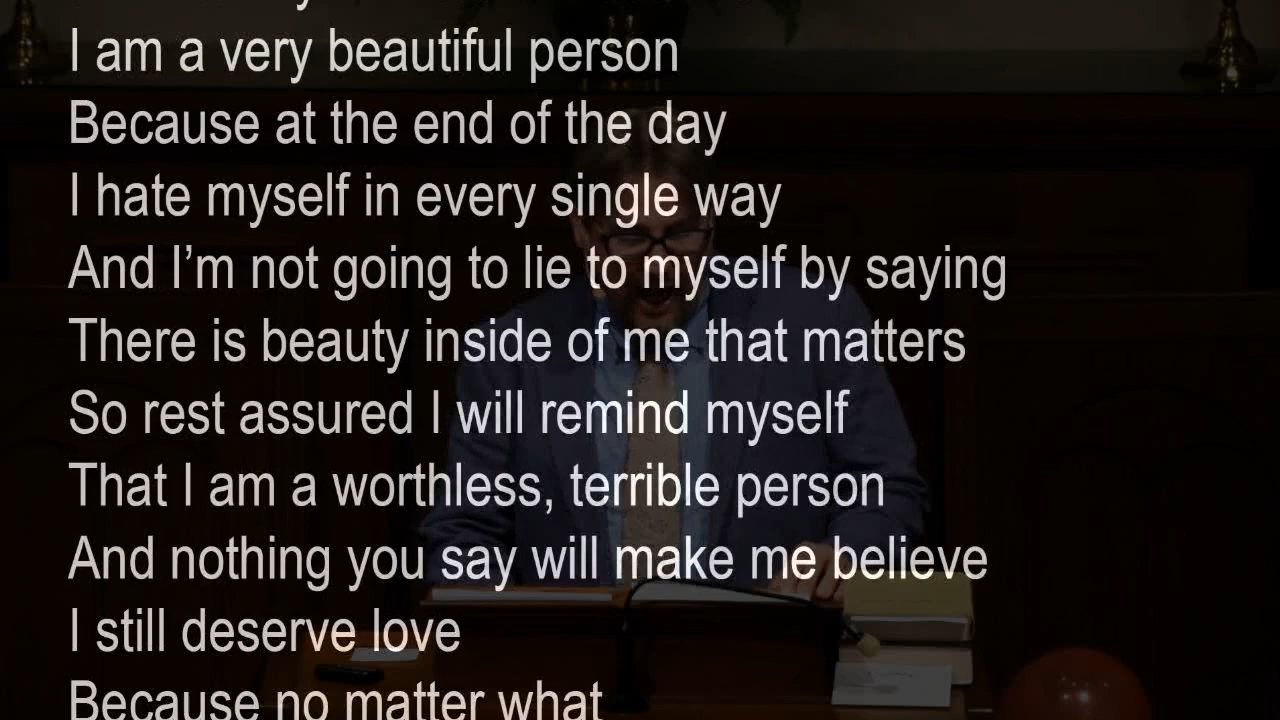 I am a very beautiful person
Because at the end of the day
I hate myself in every single way
And I’m not going to lie to myself by saying
There is beauty inside of me that matters
So rest assured I will remind myself
That I am a worthless, terrible person
And nothing you say will make me believe
I still deserve love
Because no matter what